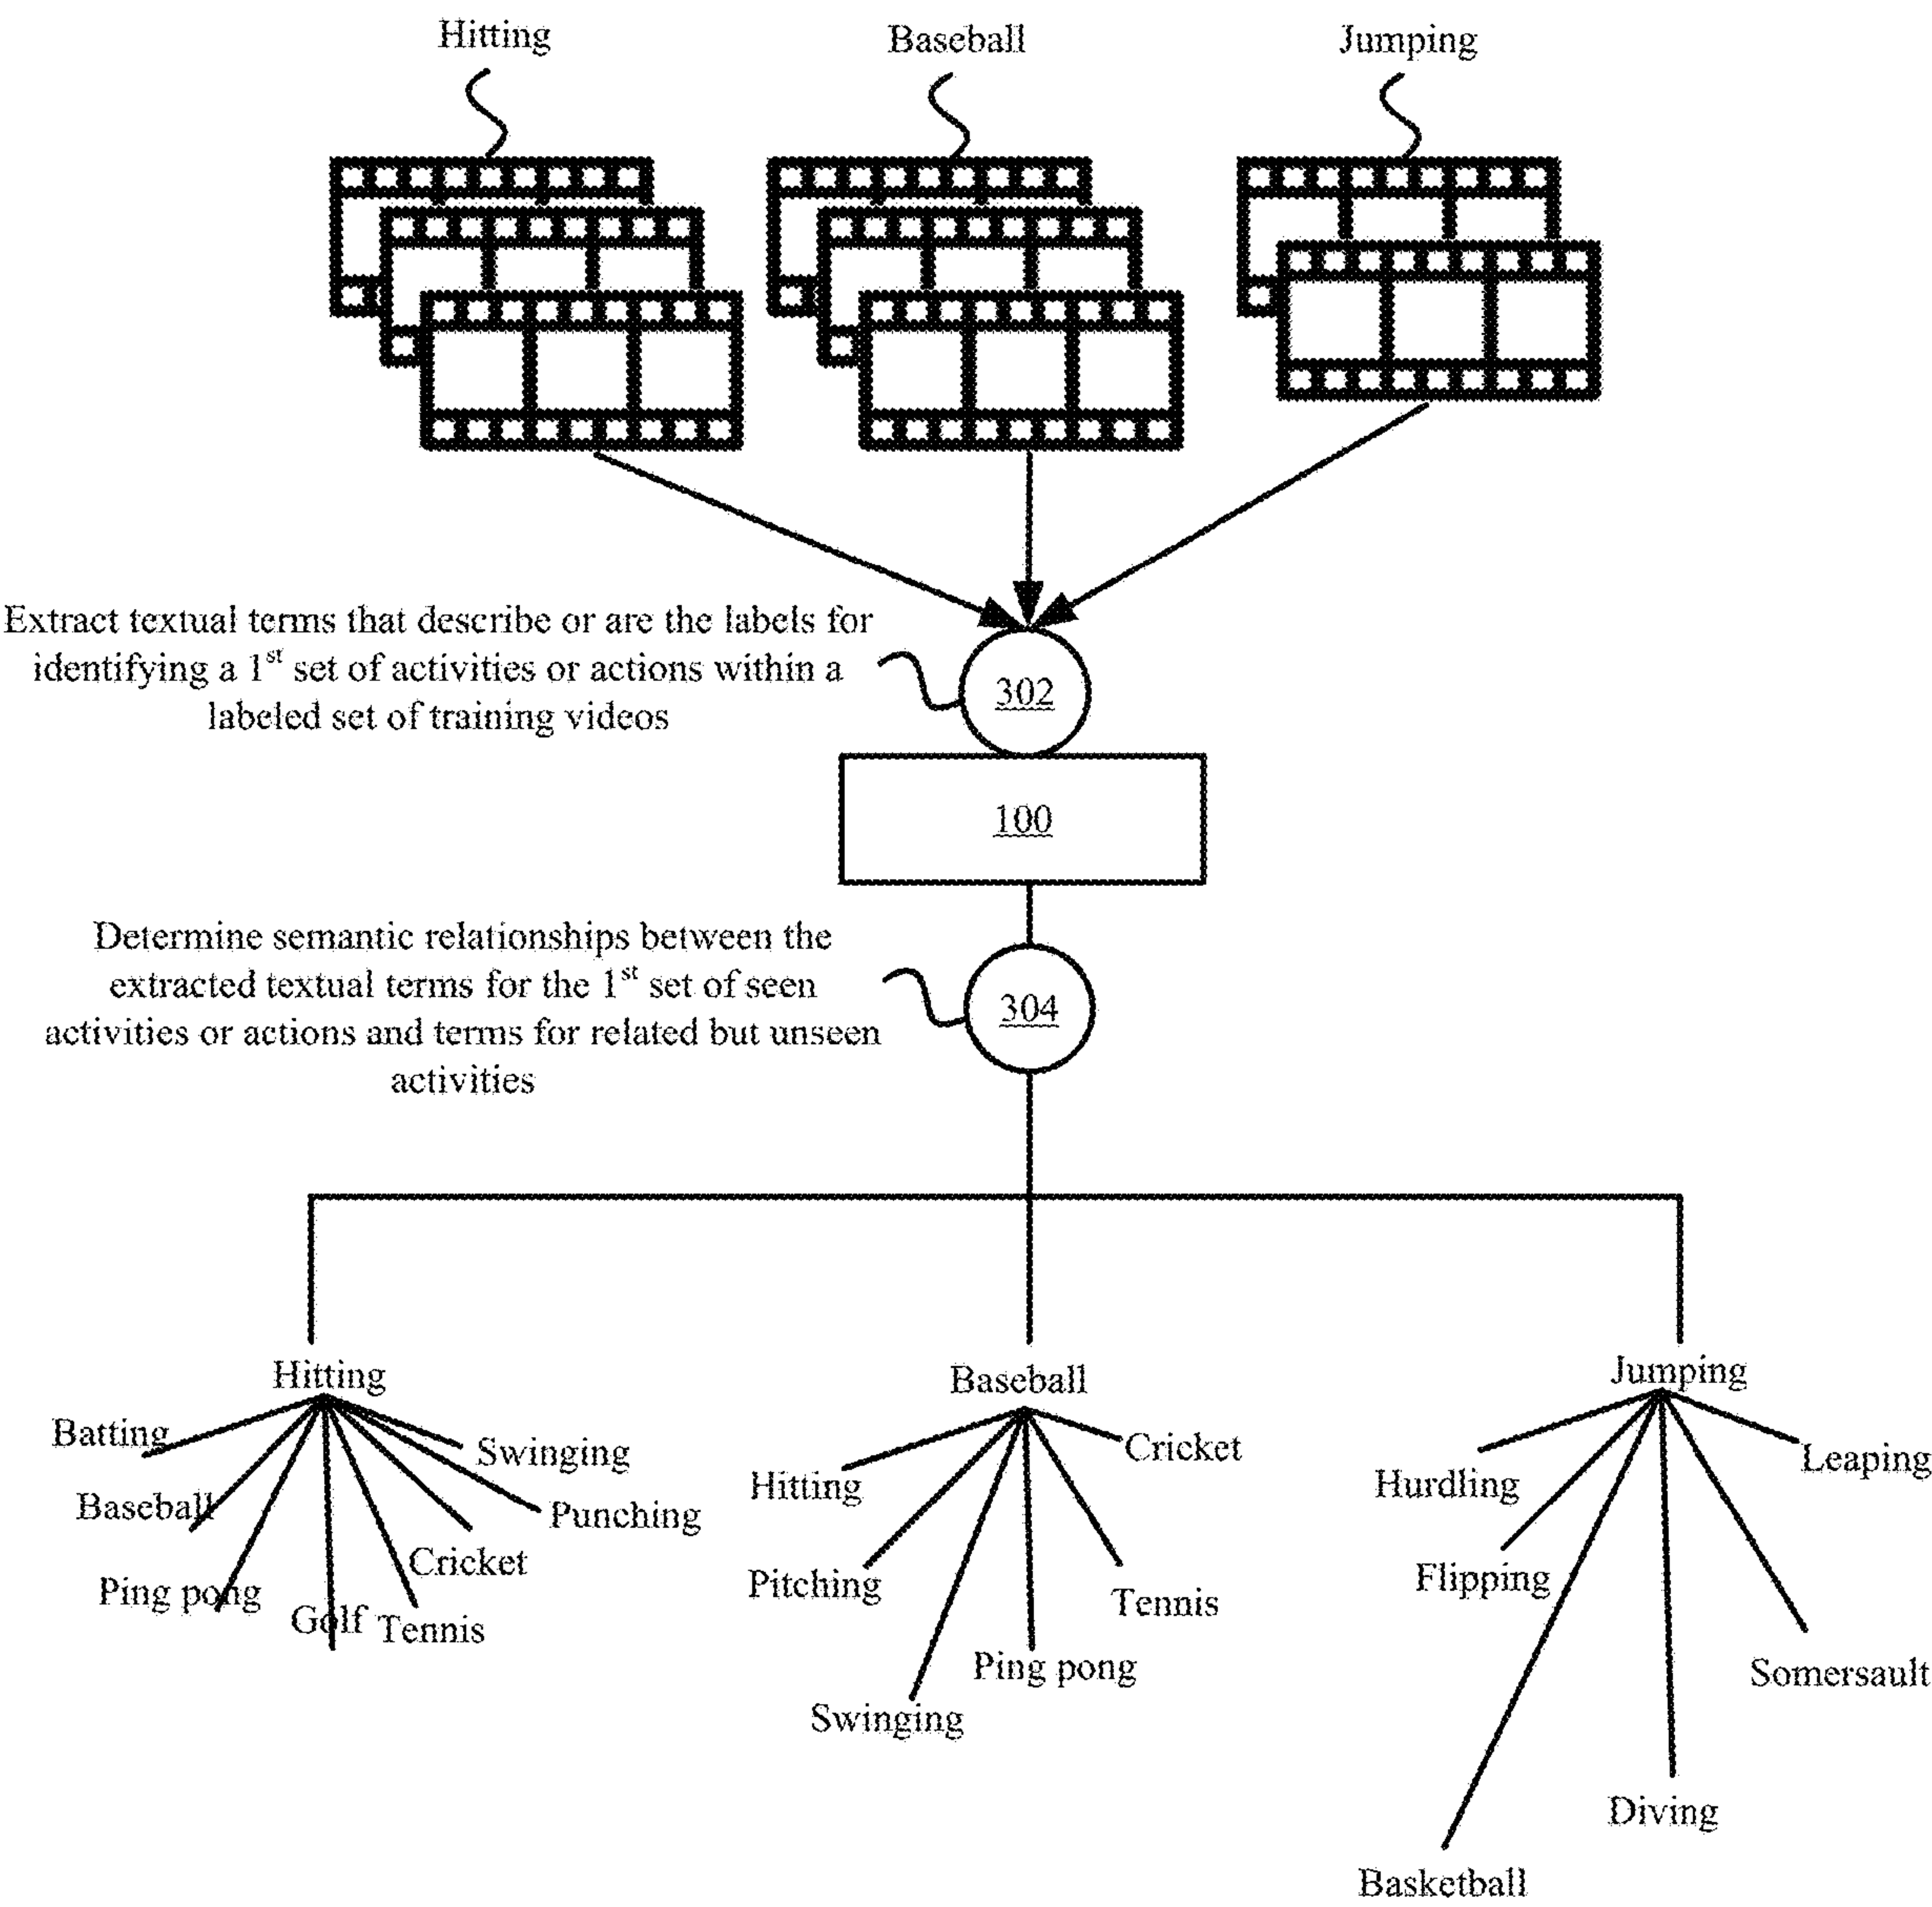 Hitting
Baseball
Jumping
Extract textual terms that describe or are the labels for
identifying a 1st set of activities or actions within a
labeled set of training videos
302
100
Determine semantic relationships between the
extracted textual terms for the 1st set of seen
activities or actions and terms for related but unseen
activities
304
Hitting
Batting
Baseball
Ping pong
Golf
Tennis
Cricket
Punching
Swinging
Baseball
Hitting
Pitching
Swinging
Ping pong
Tennis
Cricket
Jumping
Hurdling
Flipping
Basketball
Diving
Somersault
Leaping